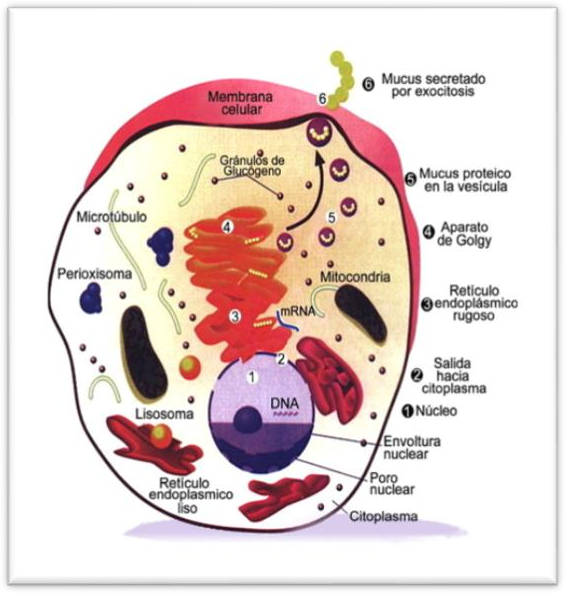 6
6 Mucus secretado
por exocitosis
Membrana
celular
Gránulos de
Glucógeno
5 Mucus proteico
en la vesícula
Microtúbulo
4
5
4 Aparato
de Golgy
Perioxisoma
Mitocondria
3 Retículo
endoplásmico
rugoso
3
mRNA
2
1
2 Salida
hacia
citoplasma
DNA
1 Núcleo
Lisosoma
Envoltura
nuclear
Retículo
endoplasmico
liso
Poro
nuclear
Citoplasma